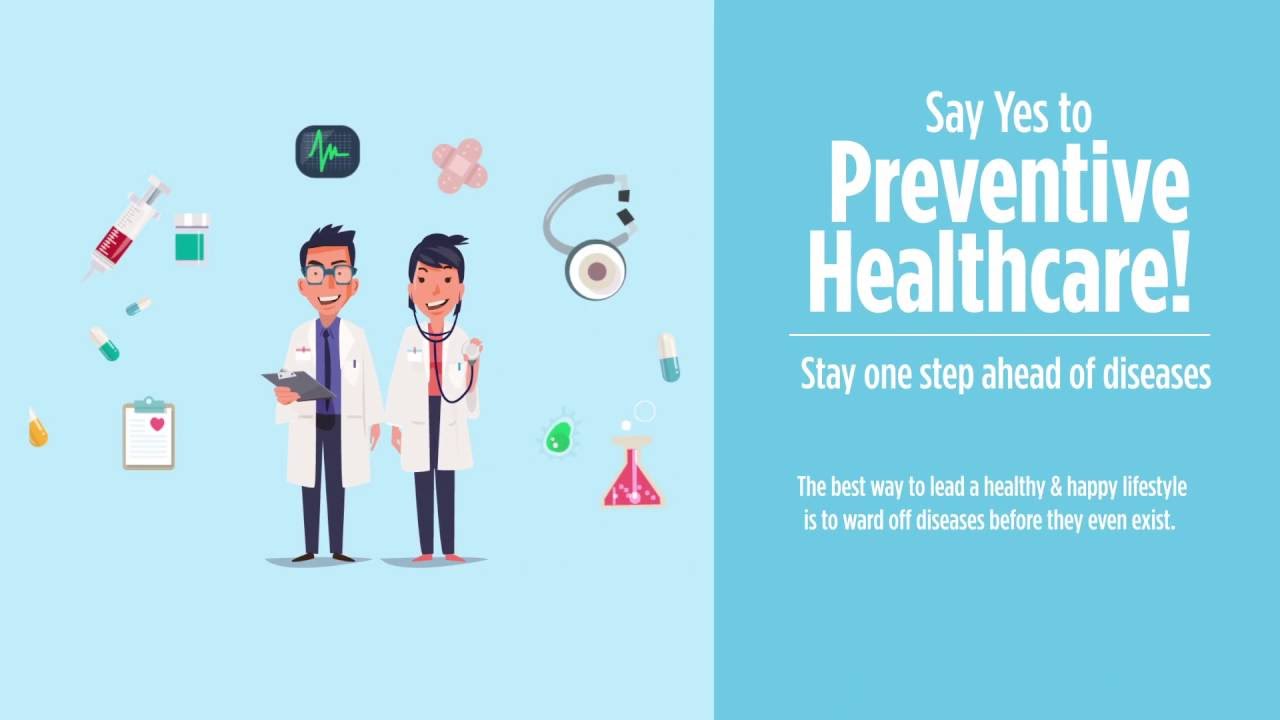 Say Yes to
Preventive
Healthcare!
Stay one step ahead of diseases
The best way to lead a healthy & happy lifestyle
is to ward off diseases before they even exist.